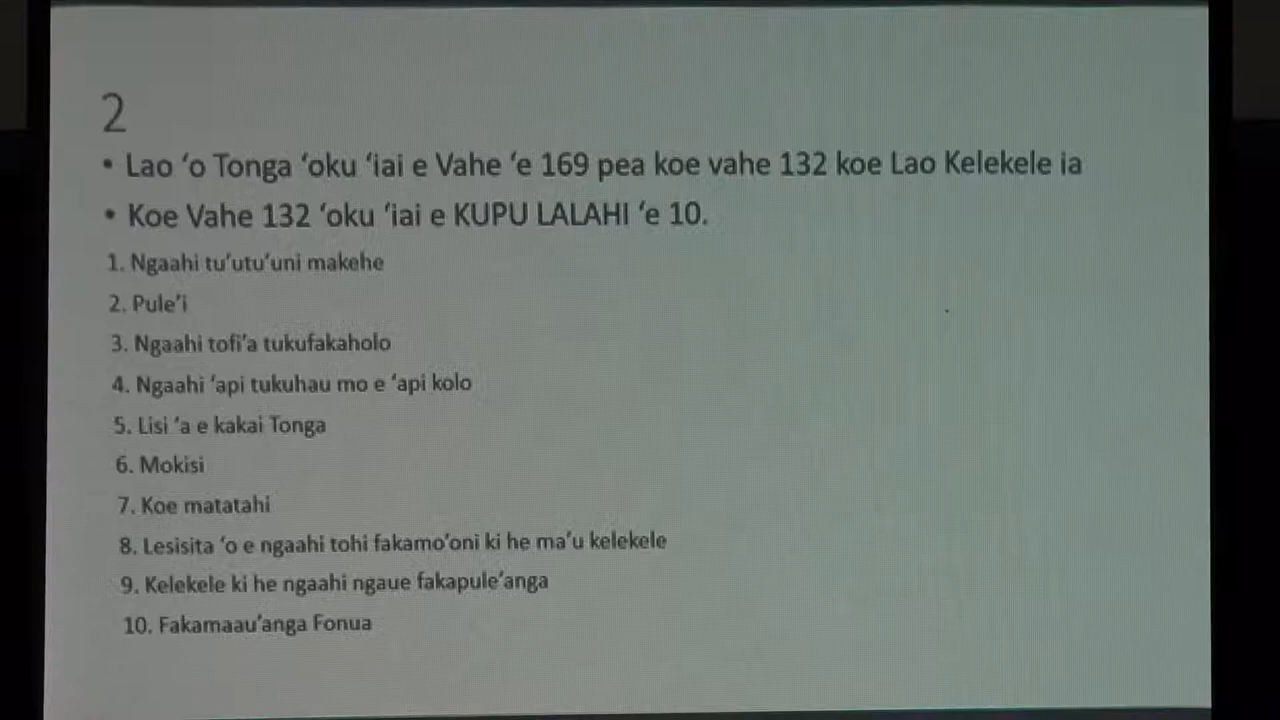 2
• Lao ‘o Tonga ‘oku ‘iai e Vahe ‘e 169 pea koe vahe 132 koe Lao Kelekele ia
• Koe Vahe 132 ‘oku ‘iai e KUPU LALAHI ‘e 10.
1. Ngaahi tu’utu’uni makehe
2. Pule’i
3. Ngaahi tofi’a tukufakaholo
4. Ngaahi ‘api tukuhau mo e ‘api kolo
5. Lisi ‘a e kakai Tonga
6. Mokisi
7. Koe matatahi
8. Lesisita ‘o e ngaahi tohi fakamo’oni ki he ma’u kelekele
9. Kelekele ki he ngaahi ngaue fakapule’anga
10. Fakamaau’anga Fonua